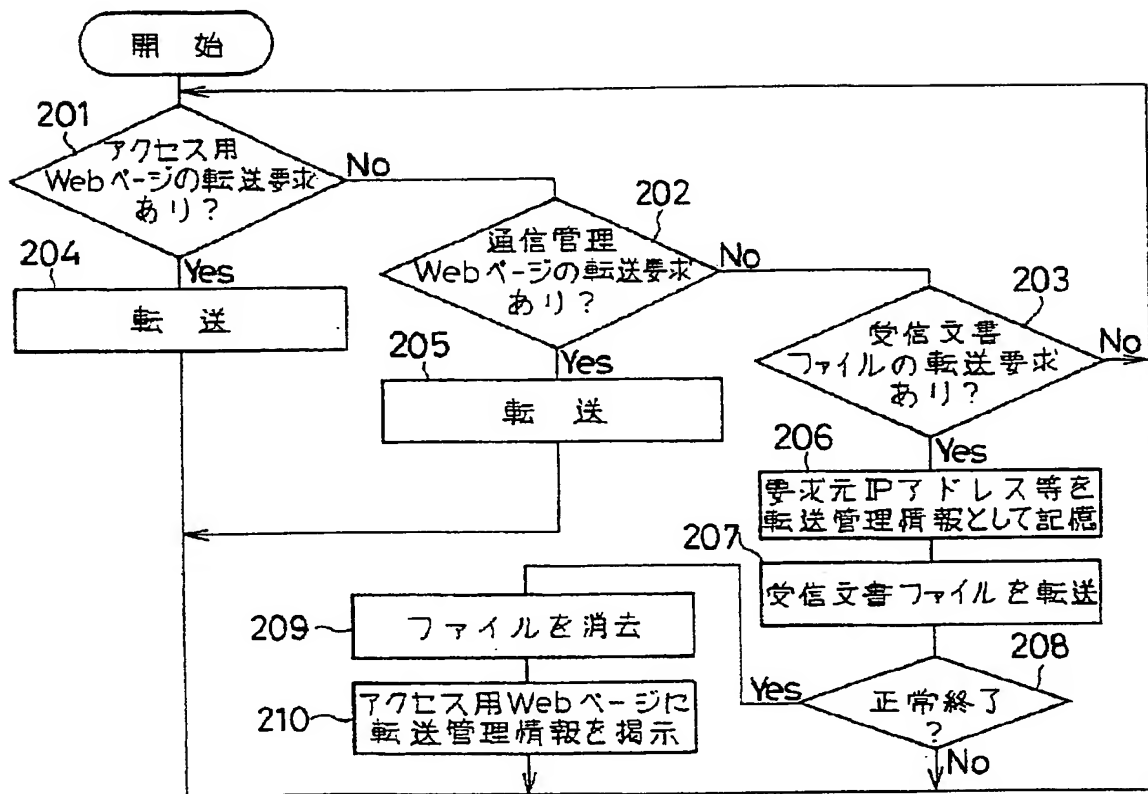 開始
201
アクセス用
Webページの転送要求
あり?
No
Yes
204
転送
202
通信管理
Webページの転送要求
あり?
No
Yes
205
転送
203
受信文書
ファイルの転送要求
あり?
No
Yes
206
要求元IPアドレス等を
転送管理情報として記憶
207
受信文書ファイルを転送
208
正常終了
?
Yes
No
209
ファイルを消去
210
アクセス用Webページに
転送管理情報を掲示